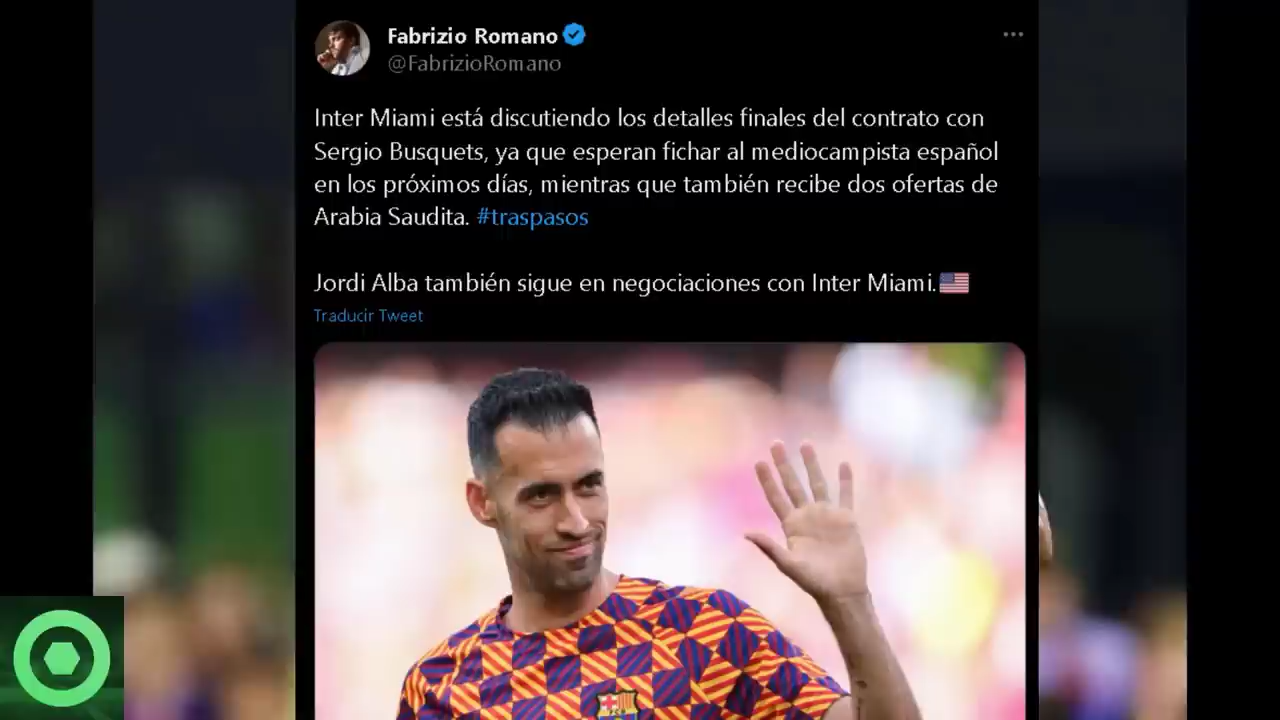 Fabrizio Romano
@FabrizioRomano
Inter Miami está discutiendo los detalles finales del contrato con
Sergio Busquets, ya que esperan fichar al mediocampista español
en los próximos días, mientras que también recibe dos ofertas de
Arabia Saudita. #traspasos
Jordi Alba también sigue en negociaciones con Inter Miami.
Traducir Tweet